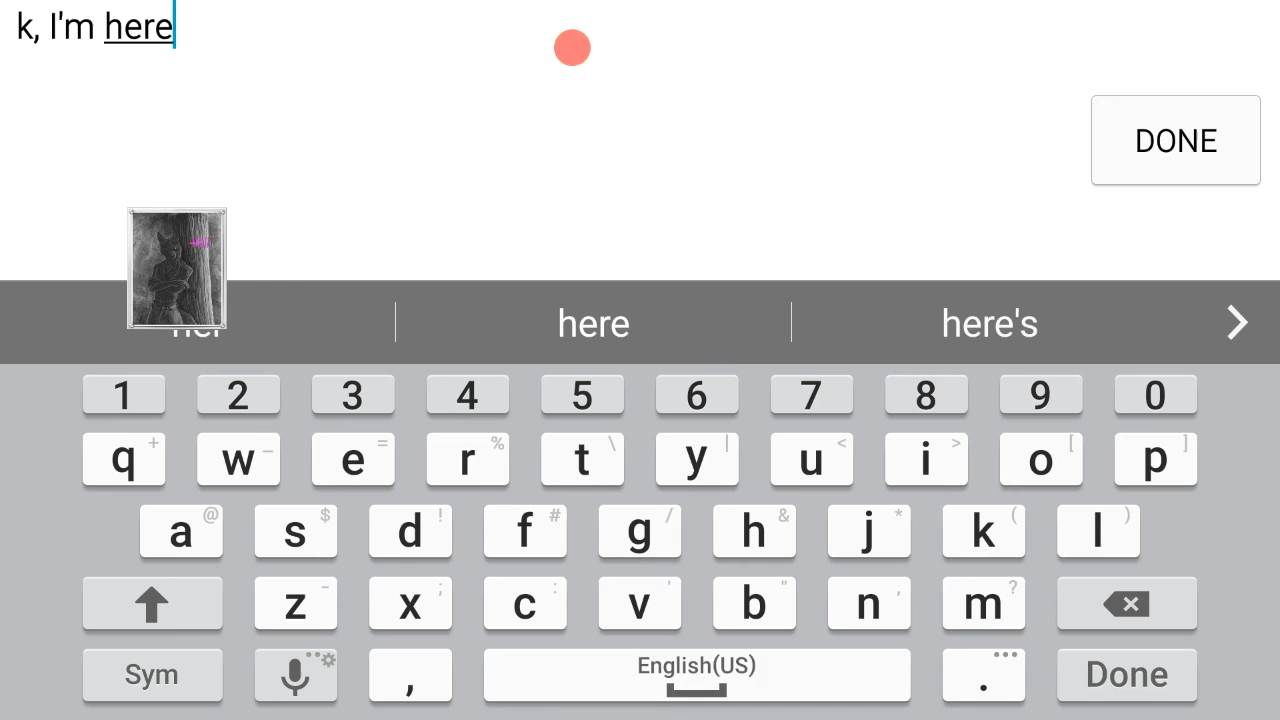 k, I'm here
DONE
here
here's
1 2 3 4 5 6 7 8 9 0
q + w – e = r % t \ y | u < i > o [ p ]
a @ s $ d ! f # g / h & j * k ( l )
z - x ; c : v ' b " n , m ?
Sym , English(US) . Done